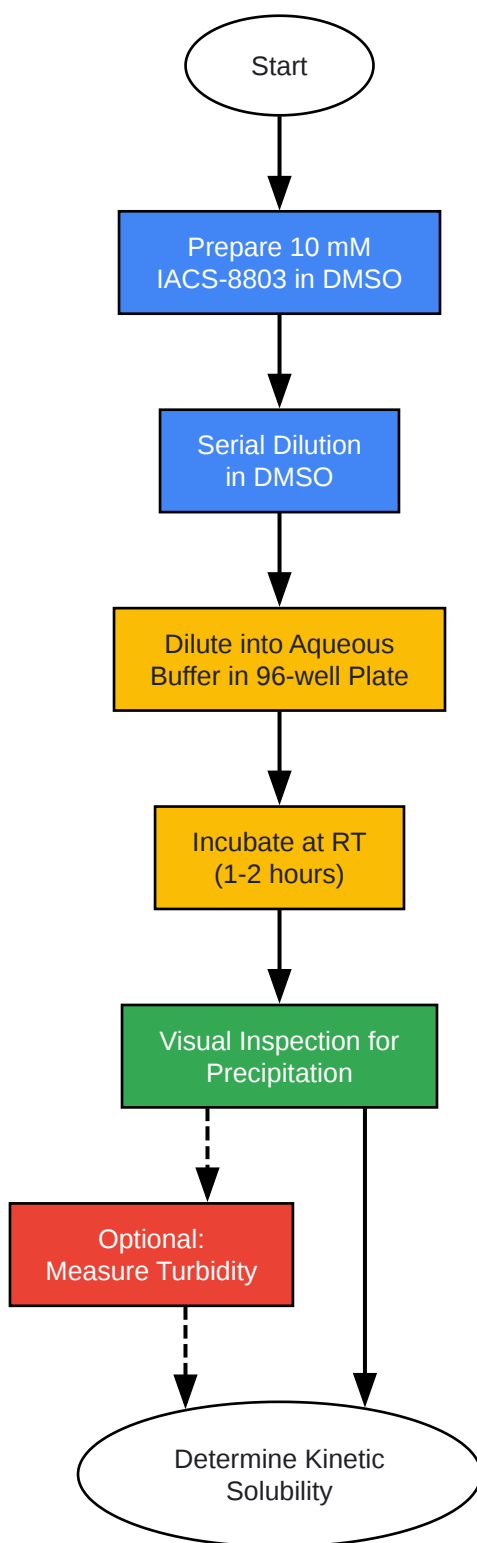 Start
Prepare 10 mM
IACS-8803 in DMSO
Serial Dilution
in DMSO
Dilute into Aqueous
Buffer in 96-well Plate
Incubate at RT
(1-2 hours)
Visual Inspection for
Precipitation
Optional:
Measure Turbidity
Determine Kinetic
Solubility